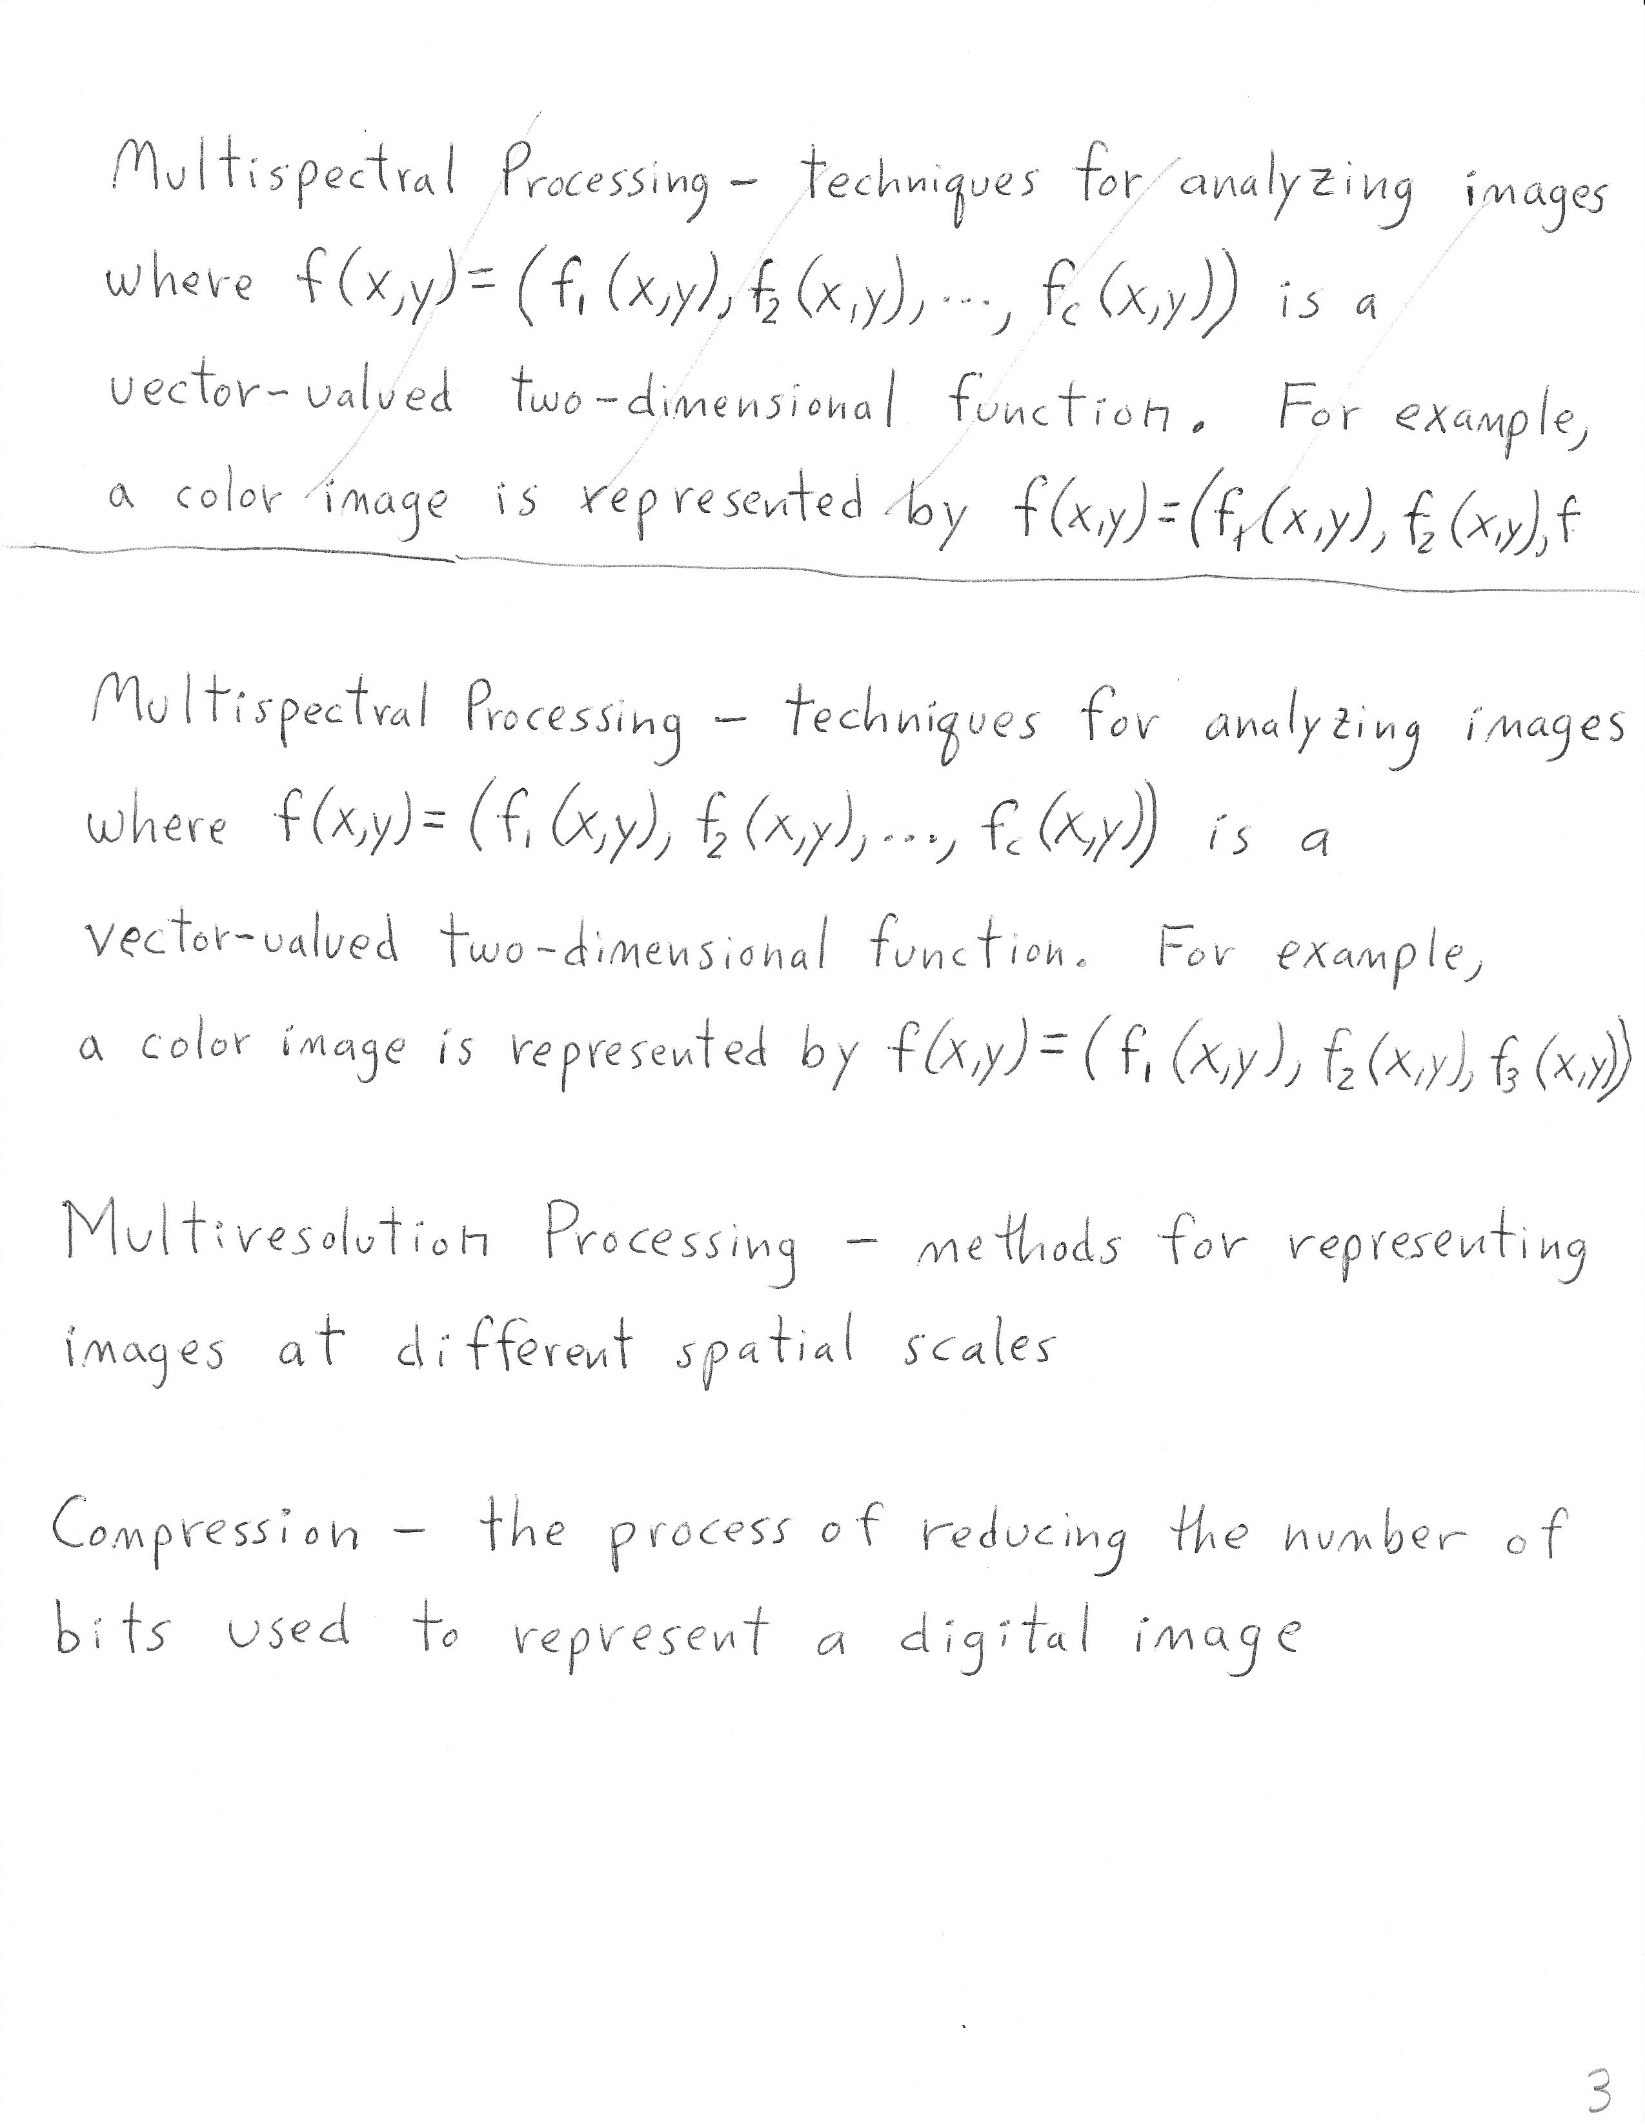 Multispectral Processing - techniques for analyzing images
where f(x,y)=(f₁(x,y), f₂(x,y), ..., f_c(x,y)) is a
vector-valued two-dimensional function. For example,
a color image is represented by f(x,y)=(f₁(x,y), f₂(x,y), f
Multispectral Processing - techniques for analyzing images
where f(x,y)=(f₁(x,y), f₂(x,y), ..., f_c(x,y)) is a
vector-valued two-dimensional function. For example,
a color image is represented by f(x,y)=(f₁(x,y), f₂(x,y), f₃(x,y))
Multiresolution Processing - methods for representing
images at different spatial scales
Compression - the process of reducing the number of
bits used to represent a digital image
3